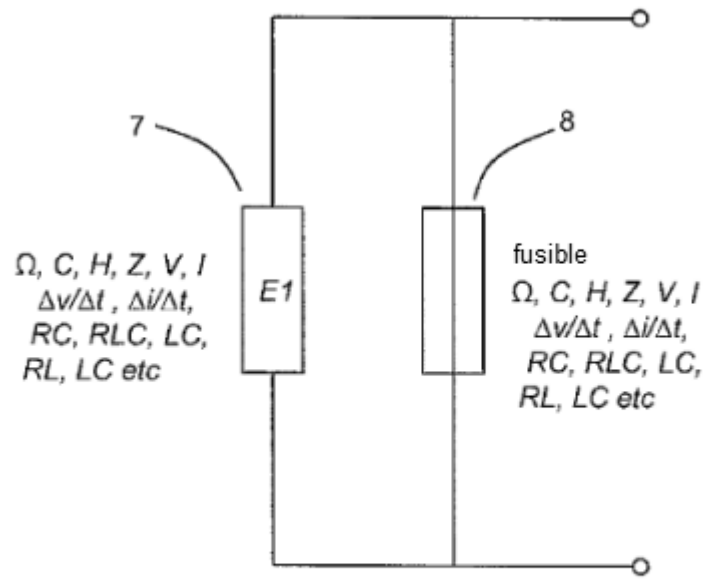 7
8
Ω, C, H, Z, V, I
Δv/Δt , Δi/Δt,
RC, RLC, LC,
RL, LC etc
E1
fusible
Ω, C, H, Z, V, I
Δv/Δt , Δi/Δt,
RC, RLC, LC,
RL, LC etc